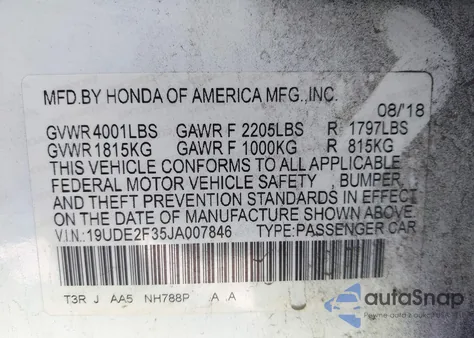 MFD.BY HONDA OF AMERICA MFG.,INC.
08/'18
GVWR 4001LBS GAWR F 2205LBS R 1797LBS
GVWR 1815KG GAWR F 1000KG R 815KG
THIS VEHICLE CONFORMS TO ALL APPLICABLE
FEDERAL MOTOR VEHICLE SAFETY , BUMPER,
AND THEFT PREVENTION STANDARDS IN EFFECT
ON THE DATE OF MANUFACTURE SHOWN ABOVE.
V.I.N.:19UDE2F35JA007846 TYPE:PASSENGER CAR
T3R J AA5 NH788P A A
autoSnap
Pewne auto z